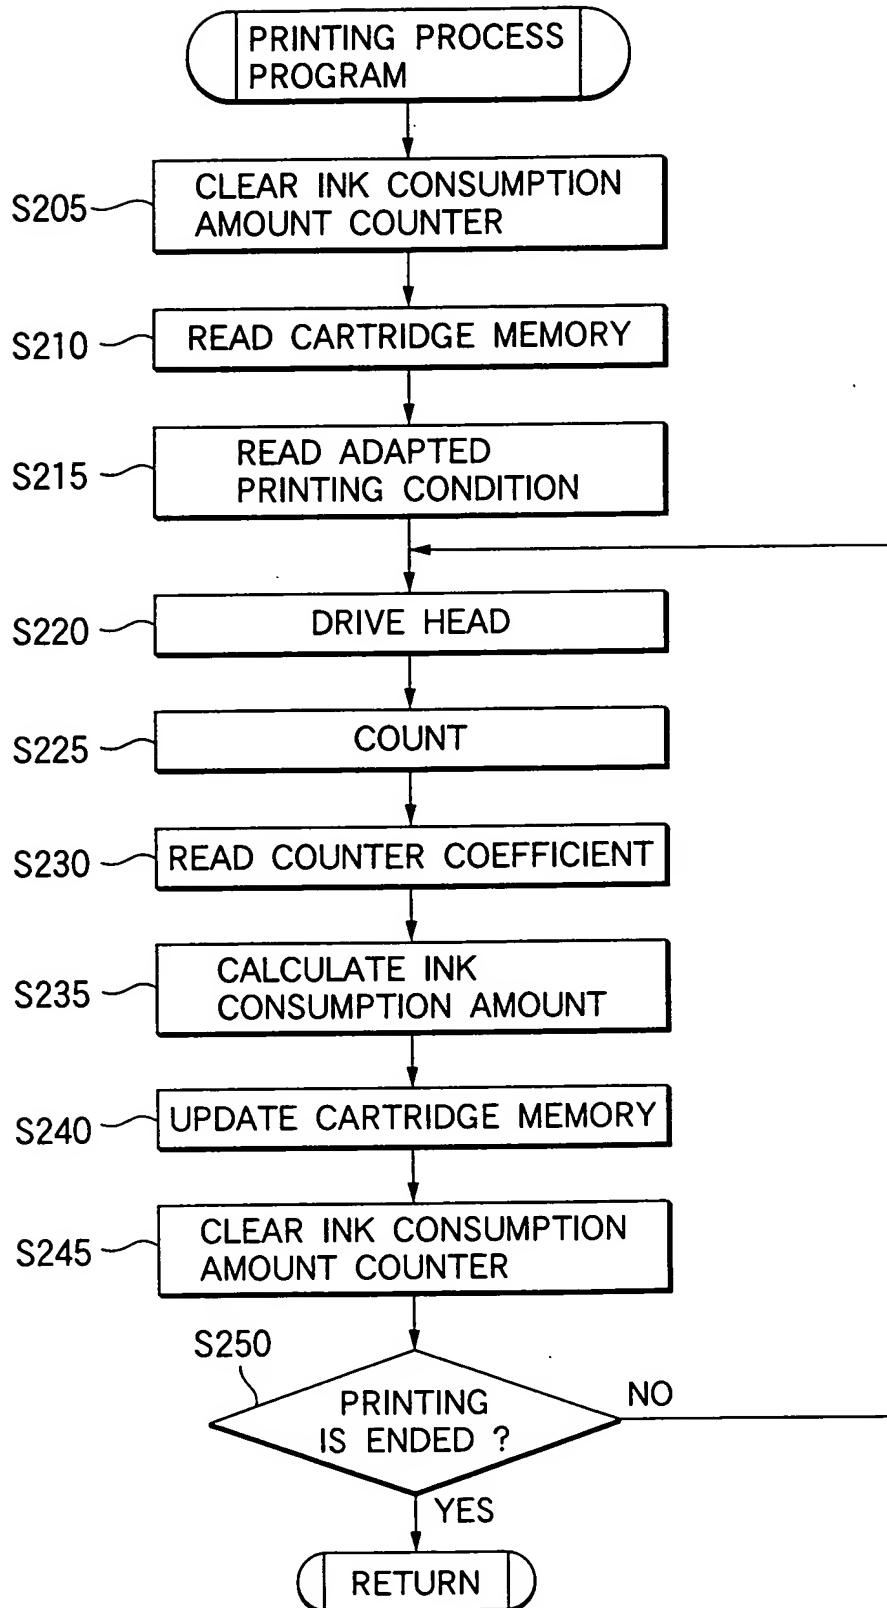 PRINTING PROCESS
PROGRAM
S205
CLEAR INK CONSUMPTION
AMOUNT COUNTER
S210
READ CARTRIDGE MEMORY
S215
READ ADAPTED
PRINTING CONDITION
S220
DRIVE HEAD
S225
COUNT
S230
READ COUNTER COEFFICIENT
S235
CALCULATE INK
CONSUMPTION AMOUNT
S240
UPDATE CARTRIDGE MEMORY
S245
CLEAR INK CONSUMPTION
AMOUNT COUNTER
S250
PRINTING
IS ENDED ?
NO
YES
RETURN